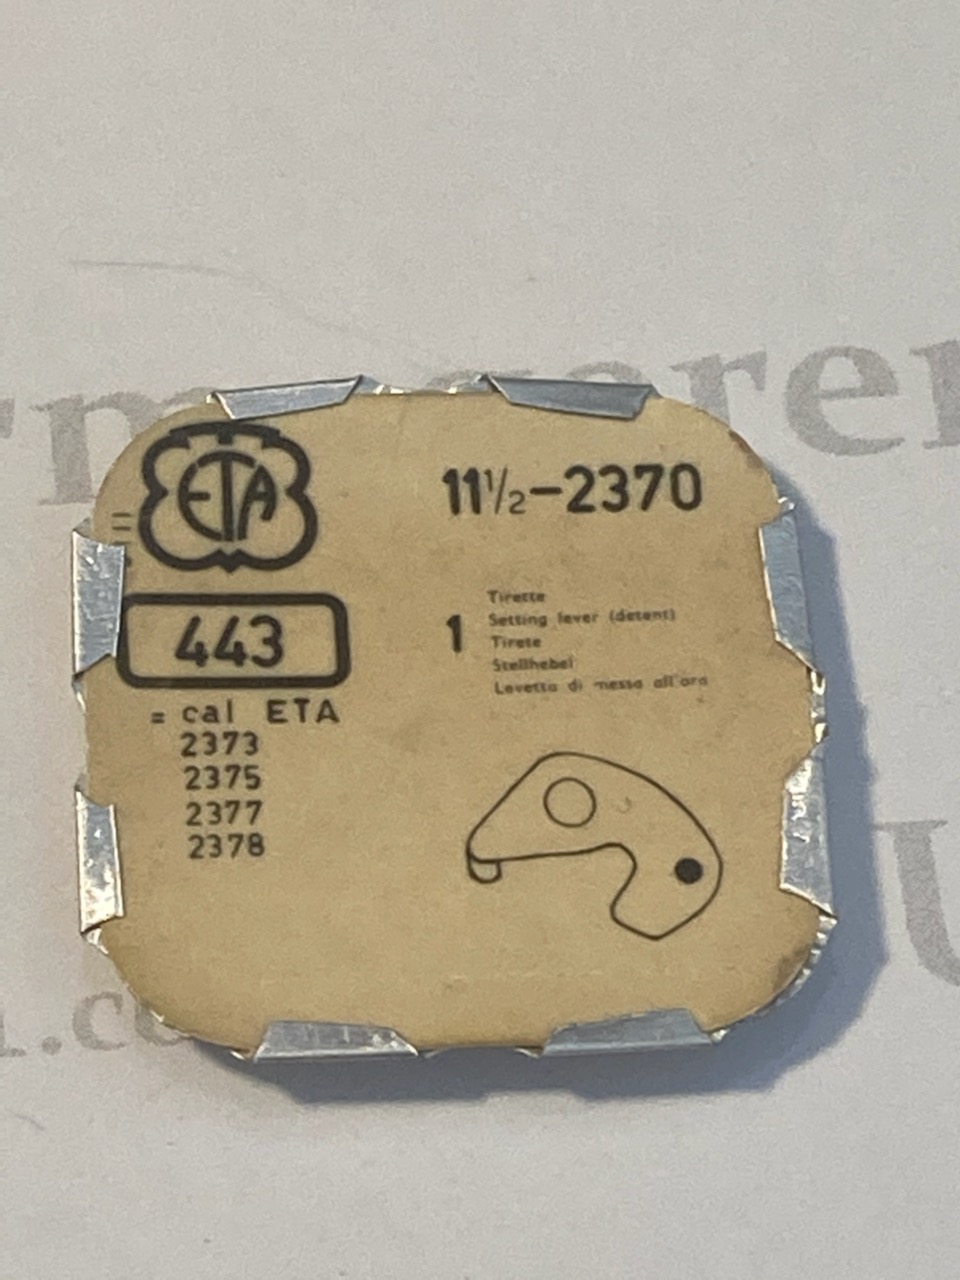 ETA
11½-2370
443
1
Tirette
Setting lever (detent)
Tirete
Stellhebel
Levetta di messa all'ora
= cal ETA
2373
2375
2377
2378